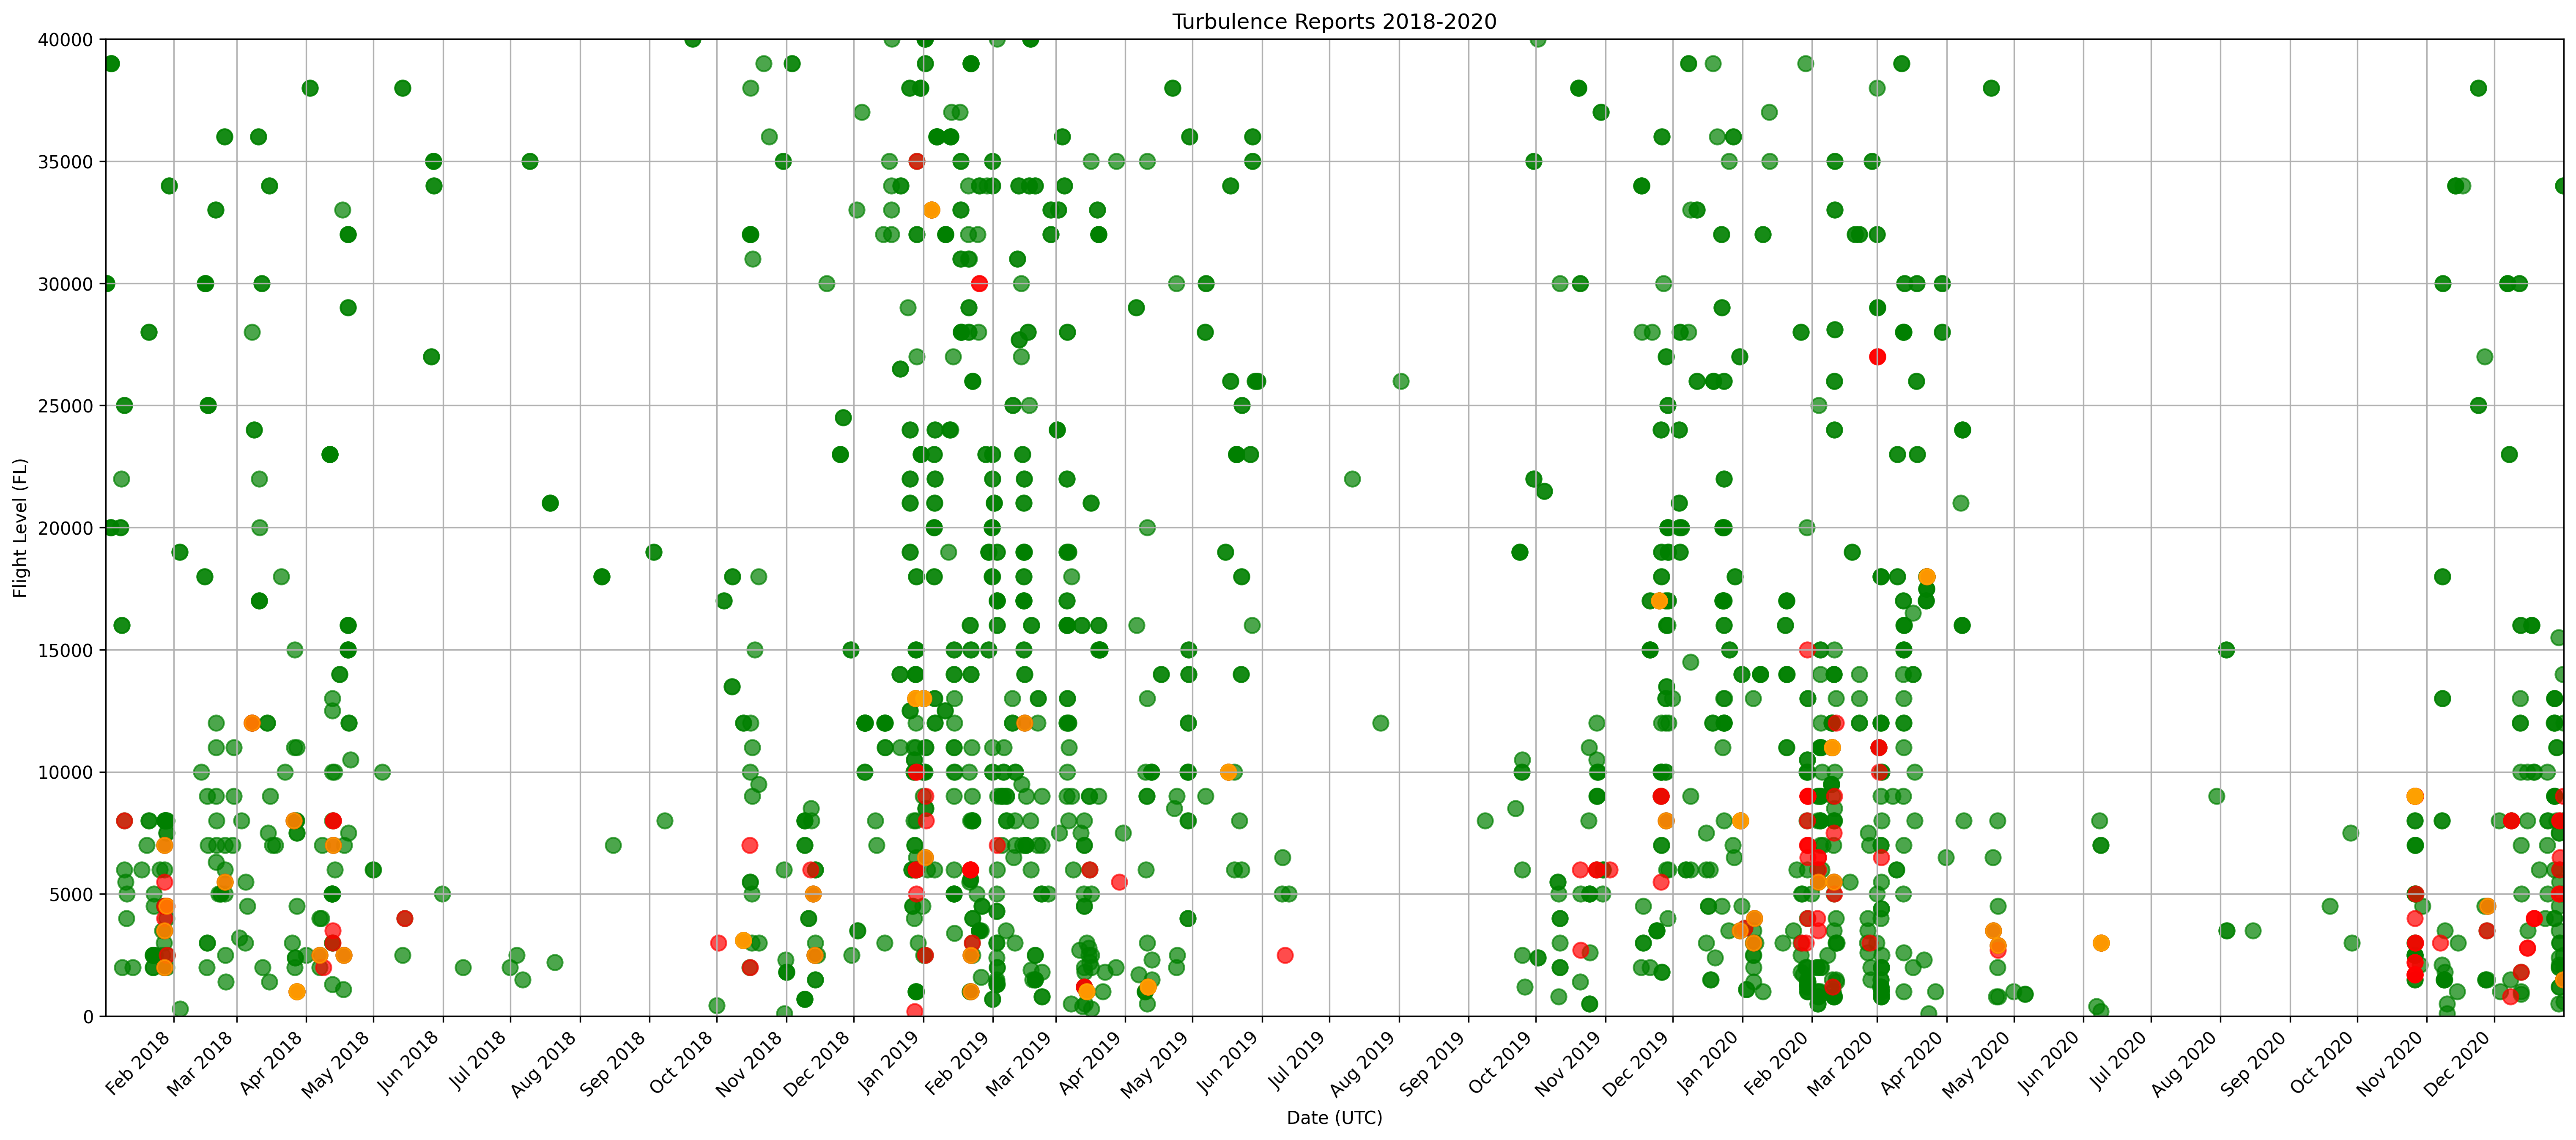 Turbulence Reports 2018-2020
40000
35000
30000
25000
20000
15000
10000
5000
0
Flight Level (FL)
Feb 2018
Mar 2018
Apr 2018
May 2018
Jun 2018
Jul 2018
Aug 2018
Sep 2018
Oct 2018
Nov 2018
Dec 2018
Jan 2019
Feb 2019
Mar 2019
Apr 2019
May 2019
Jun 2019
Jul 2019
Aug 2019
Sep 2019
Oct 2019
Nov 2019
Dec 2019
Jan 2020
Feb 2020
Mar 2020
Apr 2020
May 2020
Jun 2020
Jul 2020
Aug 2020
Sep 2020
Oct 2020
Nov 2020
Dec 2020
Date (UTC)